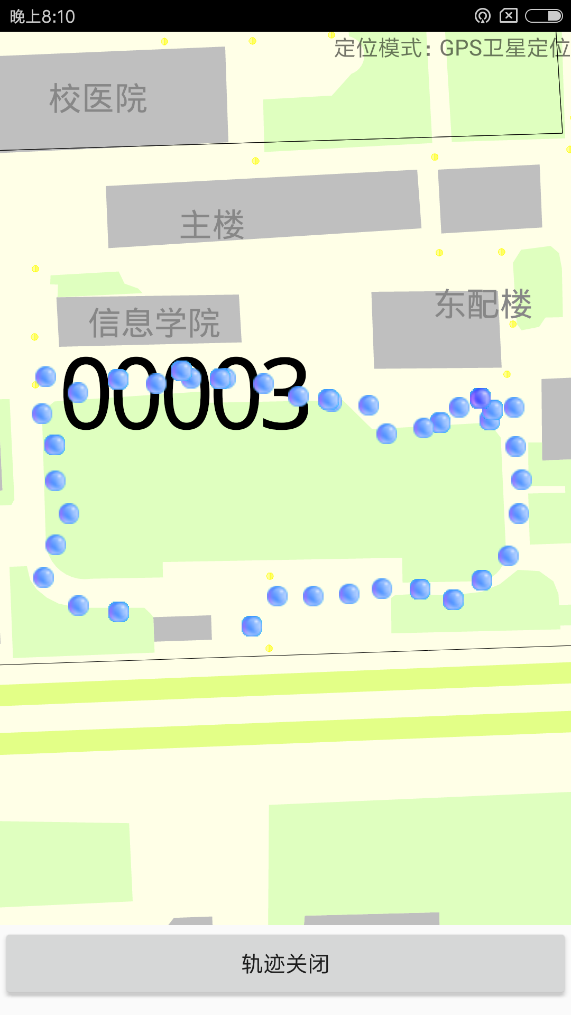 晚上8:10
定位模式: GPS卫星定位
校医院
主楼
东配楼
信息学院
00003
轨迹关闭